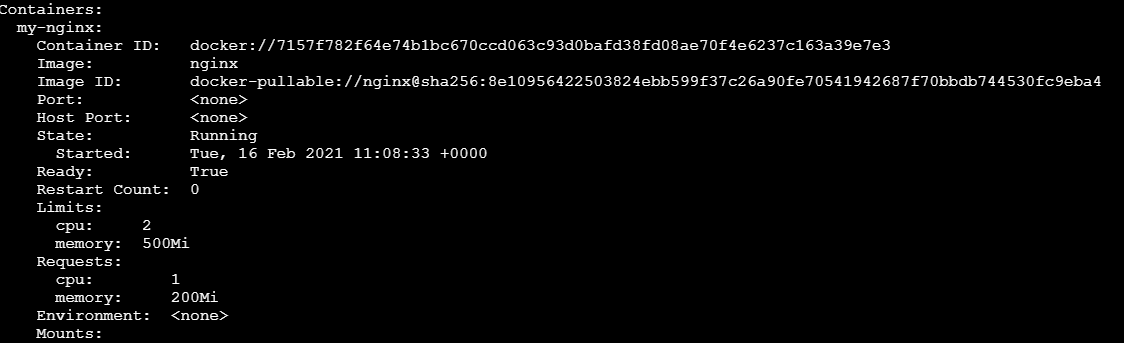 Containers:
  my-nginx:
    Container ID:   docker://7157f782f64e74b1bc670ccd063c93d0bafd38fd08ae70f4e6237c163a39e7e3
    Image:          nginx
    Image ID:       docker-pullable://nginx@sha256:8e10956422503824ebb599f37c26a90fe70541942687f70bbdb744530fc9eba4
    Port:           <none>
    Host Port:      <none>
    State:          Running
      Started:      Tue, 16 Feb 2021 11:08:33 +0000
    Ready:          True
    Restart Count:  0
    Limits:
      cpu:     2
      memory:  500Mi
    Requests:
      cpu:        1
      memory:     200Mi
    Environment:  <none>
    Mounts: